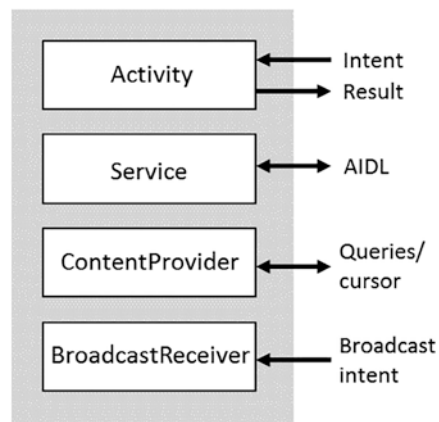 Activity
Intent
Result
Service
AIDL
ContentProvider
Queries/
cursor
BroadcastReceiver
Broadcast
intent